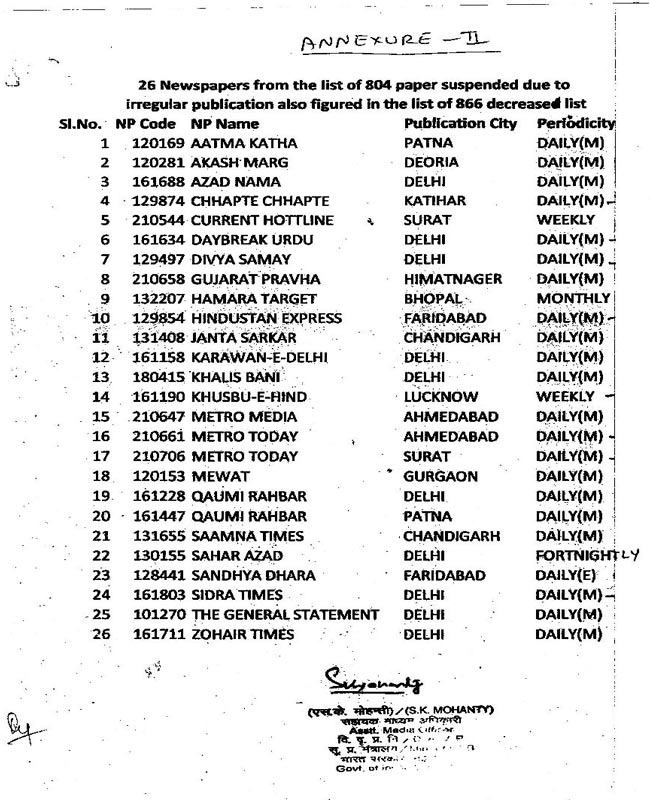 ANNEXURE - II
26 Newspapers from the list of 804 paper suspended due to
irregular publication also figured in the list of 866 decreased list
Sl.No. NP Code NP Name Publication City Periodicity
1 120169 AATMA KATHA PATNA DAILY(M)
2 120281 AKASH MARG DEORIA DAILY(M)
3 161688 AZAD NAMA DELHI DAILY(M)
4 129874 CHHAPTE CHHAPTE KATIHAR DAILY(M)
5 210544 CURRENT HOTTLINE SURAT WEEKLY
6 161634 DAYBREAK URDU DELHI DAILY(M)
7 129497 DIVYA SAMAY DELHI DAILY(M)
8 210658 GUJARAT PRAVHA HIMATNAGER DAILY(M)
9 132207 HAMARA TARGET BHOPAL MONTHLY
10 129854 HINDUSTAN EXPRESS FARIDABAD DAILY(M)
11 131408 JANTA SARKAR CHANDIGARH DAILY(M)
12 161158 KARAWAN-E-DELHI DELHI DAILY(M)
13 180415 KHALIS BANI DELHI DAILY(M)
14 161190 KHUSBU-E-HIND LUCKNOW WEEKLY
15 210647 METRO MEDIA AHMEDABAD DAILY(M)
16 210661 METRO TODAY AHMEDABAD DAILY(M)
17 210706 METRO TODAY SURAT DAILY(M)
18 120153 MEWAT GURGAON DAILY(M)
19 161228 QAUMI RAHBAR DELHI DAILY(M)
20 161447 QAUMI RAHBAR PATNA DAILY(M)
21 131655 SAAMNA TIMES CHANDIGARH DAILY(M)
22 130155 SAHAR AZAD DELHI FORTNIGHTLY
23 128441 SANDHYA DHARA FARIDABAD DAILY(E)
24 161803 SIDRA TIMES DELHI DAILY(M)
25 101270 THE GENERAL STATEMENT DELHI DAILY(M)
26 161711 ZOHAIR TIMES DELHI DAILY(M)
(एस.के. मोहन्ती)/(S.K. MOHANTY)
सहायक माध्यम अधिकारी
Asstt. Media Officer
वि. दृ. प्र. नि
सू. प्र. मंत्रालय
भारत सरकार
Govt. of